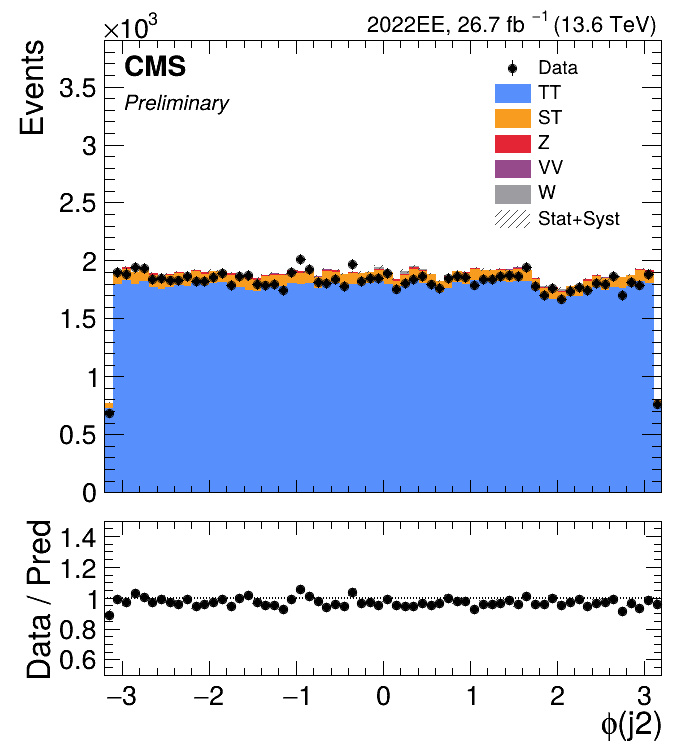 ×10³
2022EE, 26.7 fb⁻¹ (13.6 TeV)
CMS
Preliminary
Data
TT
ST
Z
VV
W
Stat+Syst
Events
3.5
3
2.5
2
1.5
1
0.5
0
Data / Pred
1.4
1.2
1
0.8
0.6
−3 −2 −1 0 1 2 3
ϕ(j2)